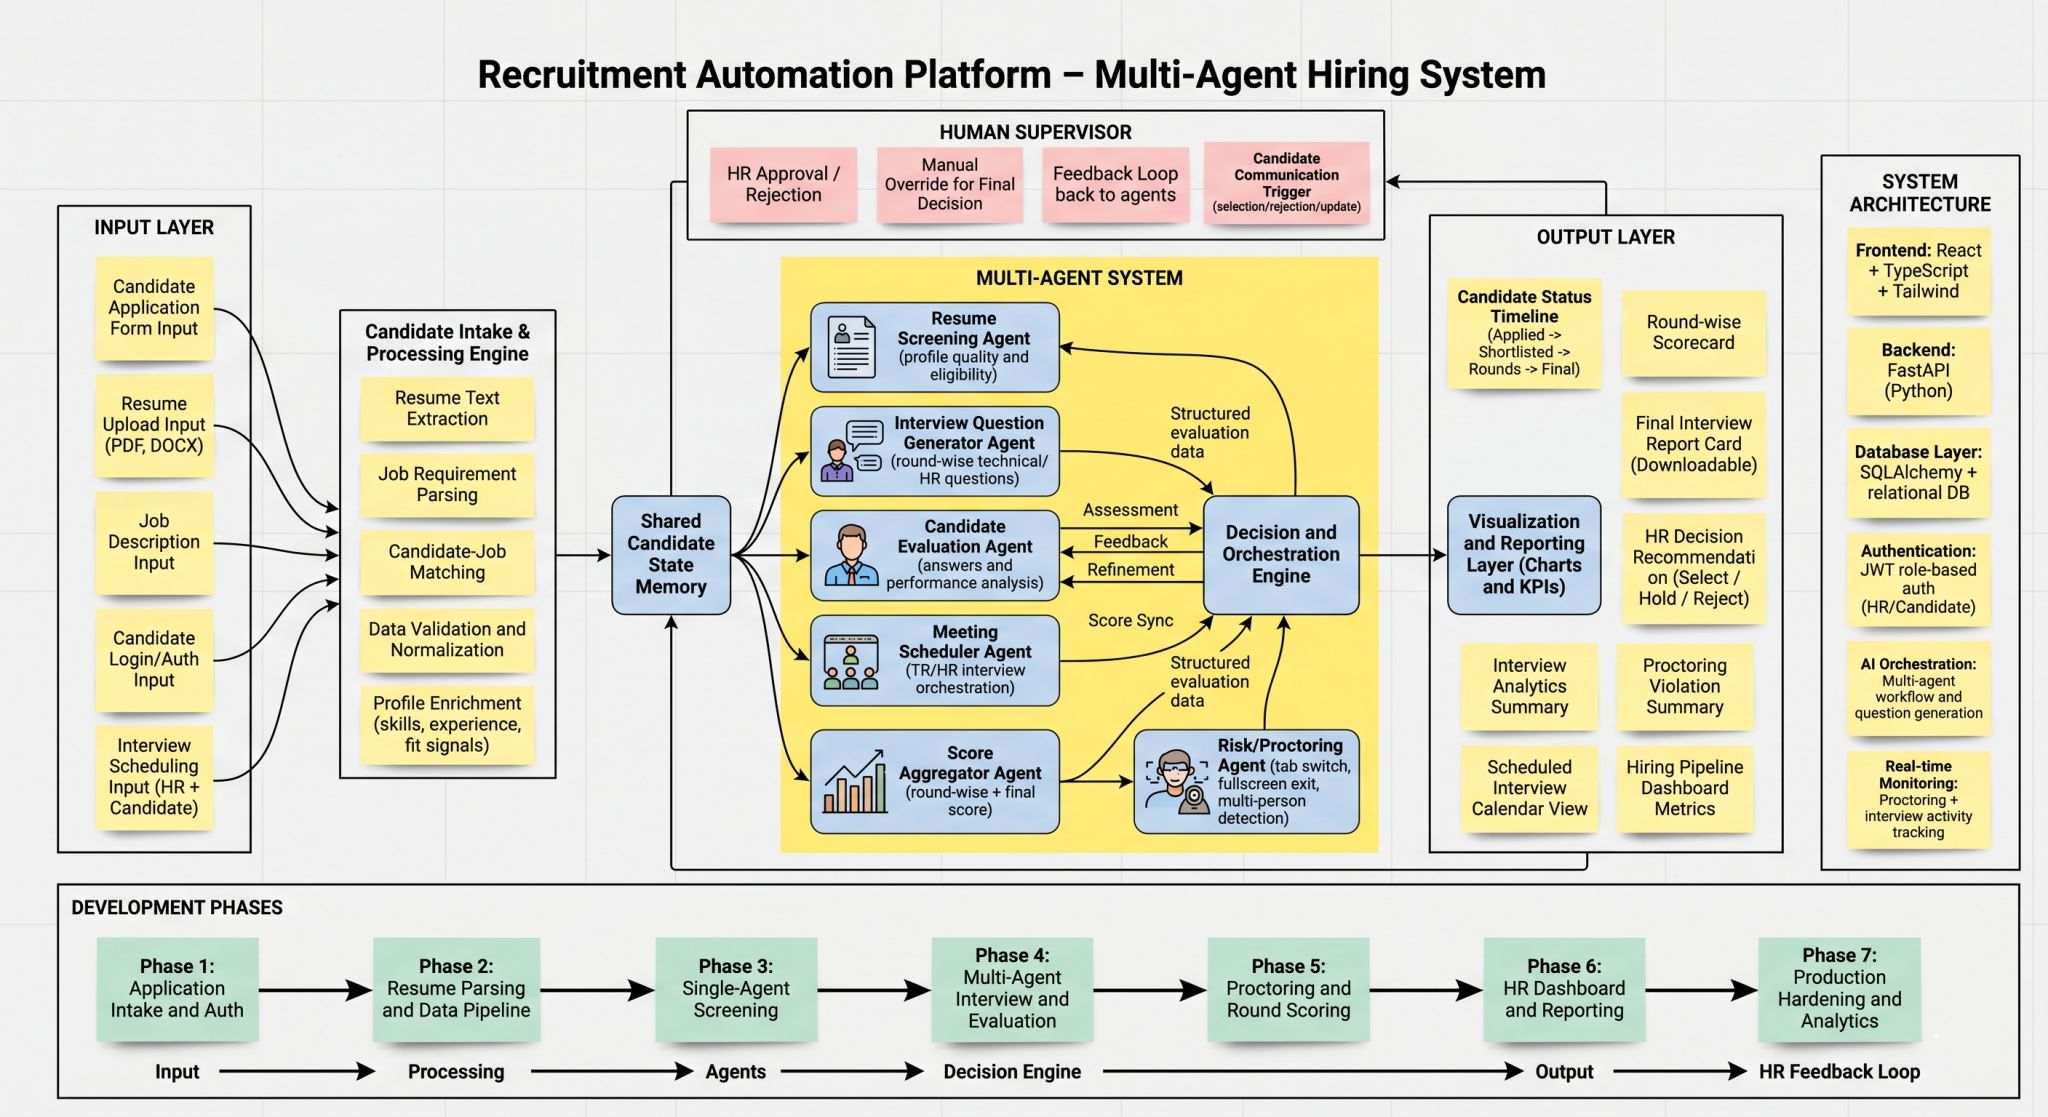 Recruitment Automation Platform – Multi-Agent Hiring System
HUMAN SUPERVISOR
HR Approval /
Rejection
Manual
Override for Final
Decision
Feedback Loop
back to agents
Candidate
Communication
Trigger
(selection/rejection/update)
INPUT LAYER
Candidate
Application
Form Input
Resume
Upload Input
(PDF, DOCX)
Job
Description
Input
Candidate
Login/Auth
Input
Interview
Scheduling
Input (HR +
Candidate)
Candidate Intake &
Processing Engine
Resume Text
Extraction
Job Requirement
Parsing
Candidate-Job
Matching
Data Validation and
Normalization
Profile Enrichment
(skills, experience,
fit signals)
Shared
Candidate
State
Memory
MULTI-AGENT SYSTEM
Resume
Screening Agent
(profile quality and
eligibility)
Interview Question
Generator Agent
(round-wise technical/
HR questions)
Candidate
Evaluation Agent
(answers and
performance analysis)
Meeting
Scheduler Agent
(TR/HR interview
orchestration)
Score
Aggregator Agent
(round-wise + final
score)
Structured
evaluation
data
Assessment
Feedback
Refinement
Score Sync
Structured
evaluation
data
Decision and
Orchestration
Engine
Risk/Proctoring
Agent (tab switch,
fullscreen exit,
multi-person
detection)
OUTPUT LAYER
Candidate Status
Timeline
(Applied ->
Shortlisted ->
Rounds -> Final)
Round-wise
Scorecard
Final Interview
Report Card
(Downloadable)
Visualization
and Reporting
Layer (Charts
and KPIs)
HR Decision
Recommendati
on (Select /
Hold / Reject)
Interview
Analytics
Summary
Proctoring
Violation
Summary
Scheduled
Interview
Calendar View
Hiring Pipeline
Dashboard
Metrics
SYSTEM
ARCHITECTURE
Frontend: React
+ TypeScript
+ Tailwind
Backend:
FastAPI
(Python)
Database Layer:
SQLAlchemy +
relational DB
Authentication:
JWT role-based
auth
(HR/Candidate)
AI Orchestration:
Multi-agent
workflow and
question generation
Real-time
Monitoring:
Proctoring +
interview activity
tracking
DEVELOPMENT PHASES
Phase 1:
Application
Intake and Auth
Phase 2:
Resume Parsing
and Data Pipeline
Phase 3:
Single-Agent
Screening
Phase 4:
Multi-Agent
Interview and
Evaluation
Phase 5:
Proctoring and
Round Scoring
Phase 6:
HR Dashboard
and Reporting
Phase 7:
Production
Hardening and
Analytics
Input
Processing
Agents
Decision Engine
Output
HR Feedback Loop